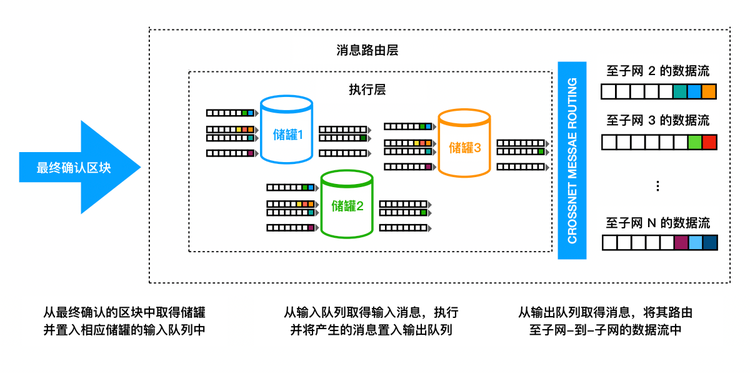 消息路由层
执行层
最终确认区块
储罐1
储罐2
储罐3
CROSSNET MESSAE ROUTING
至子网 2 的数据流
至子网 3 的数据流
⋮
至子网 N 的数据流
从最终确认的区块中取得储罐
并置入相应储罐的输入队列中
从输入队列取得输入消息，执行
并将产生的消息置入输出队列
从输出队列取得消息，将其路由
至子网-到-子网的数据流中